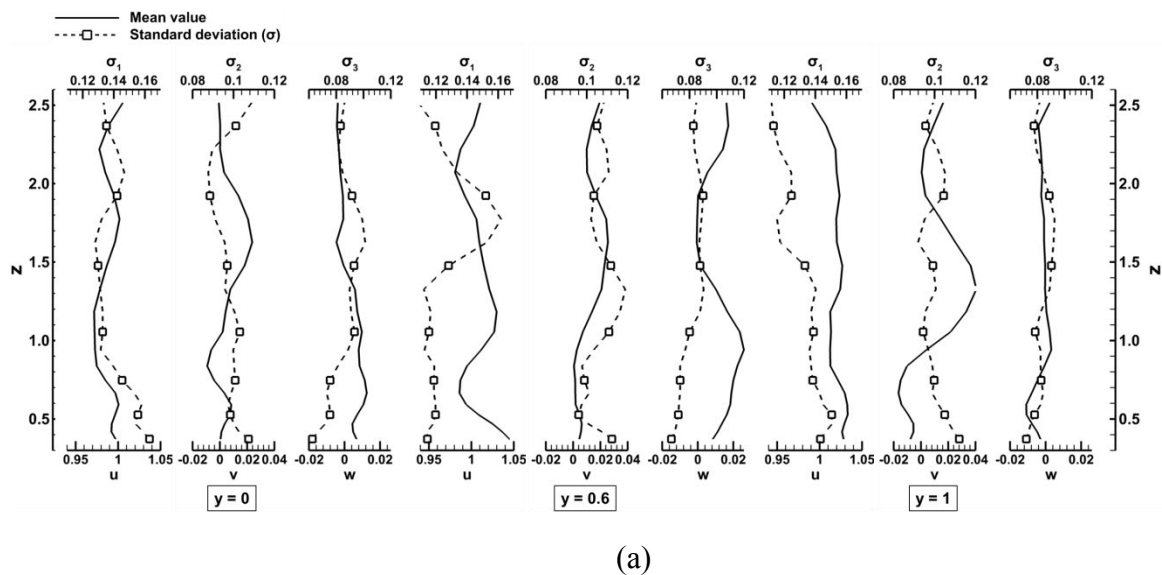 Mean value
Standard deviation (σ)
σ₁ σ₂ σ₃ σ₁ σ₂ σ₃ σ₁ σ₂ σ₃
0.12 0.14 0.16 0.08 0.1 0.12 0.08 0.12 0.12 0.14 0.16 0.08 0.1 0.12 0.08 0.12 0.12 0.14 0.16 0.08 0.1 0.12 0.08 0.12
2.5 2.5
2.0 2.0
z z
1.5 1.5
1.0 1.0
0.5 0.5
0.95 1 1.05 -0.02 0 0.02 0.04 -0.02 0 0.02 0.95 1 1.05 -0.02 0 0.02 0.04 -0.02 0 0.02 0.95 1 1.05 -0.02 0 0.02 0.04 -0.02 0 0.02
u v w u v w u v w
y = 0 y = 0.6 y = 1
(a)